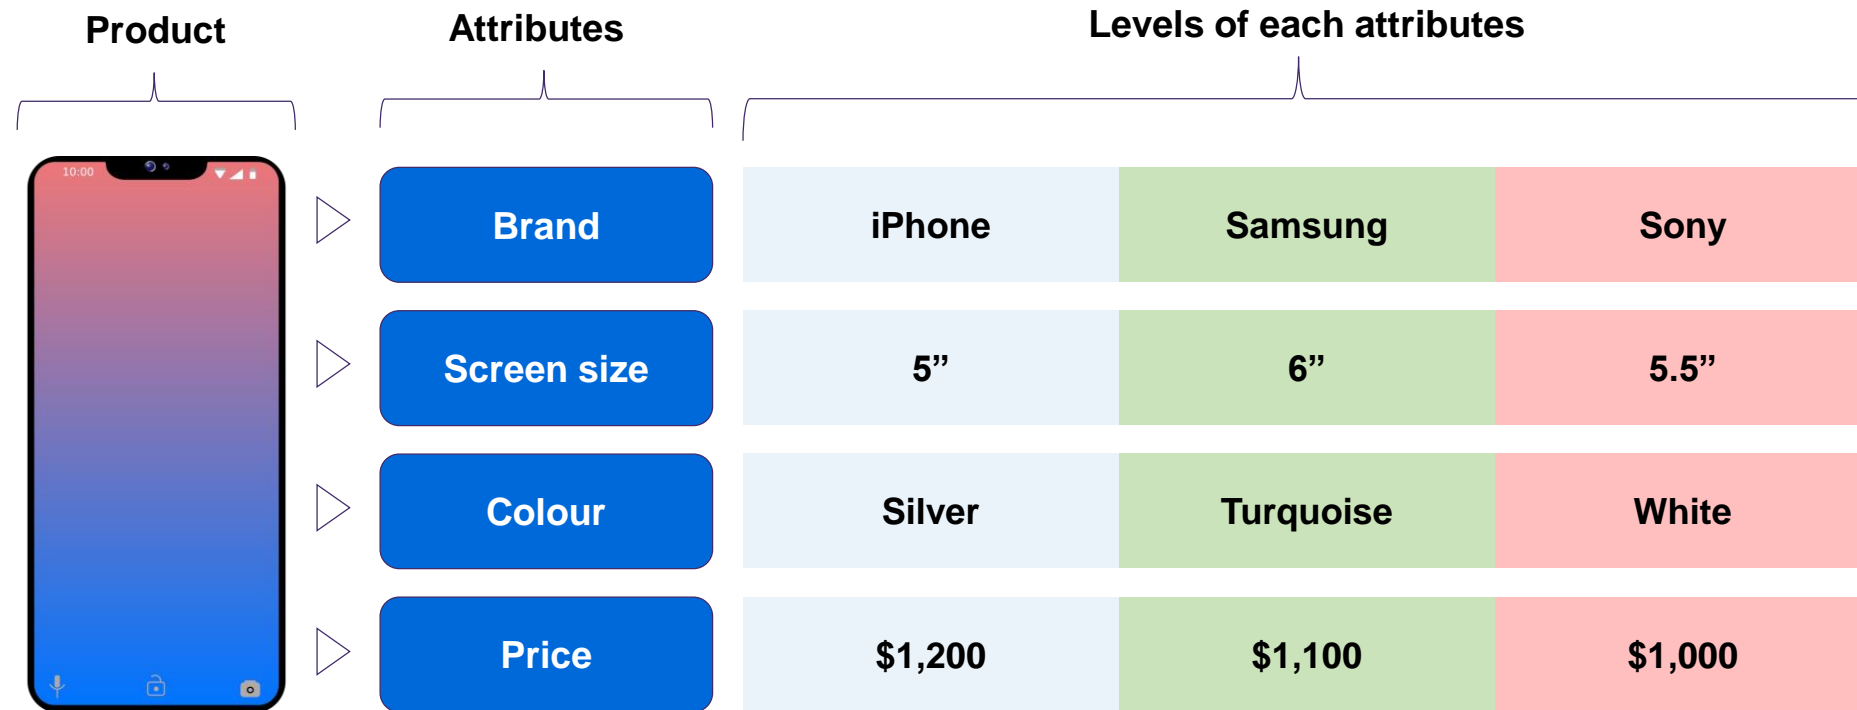 Product
Attributes
Levels of each attributes
10:00
Brand
iPhone
Samsung
Sony
Screen size
5”
6”
5.5”
Colour
Silver
Turquoise
White
Price
$1,200
$1,100
$1,000